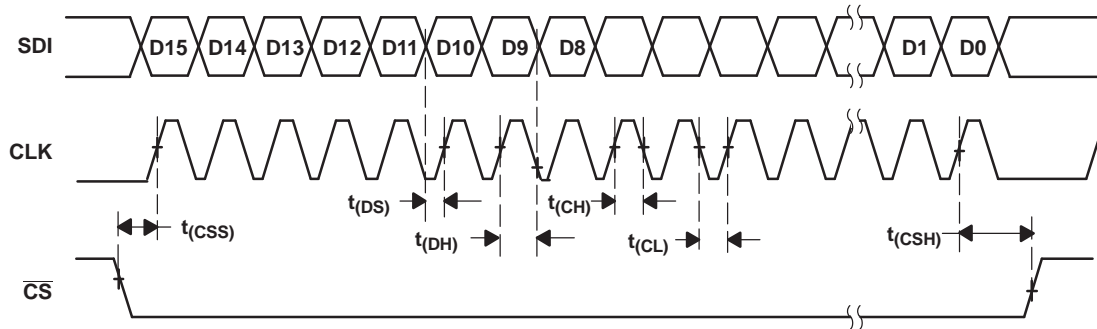 SDI
D15 D14 D13 D12 D11 D10 D9 D8 D1 D0
CLK
t(DS)
t(CH)
t(CSS)
t(DH)
t(CL)
t(CSH)
CS